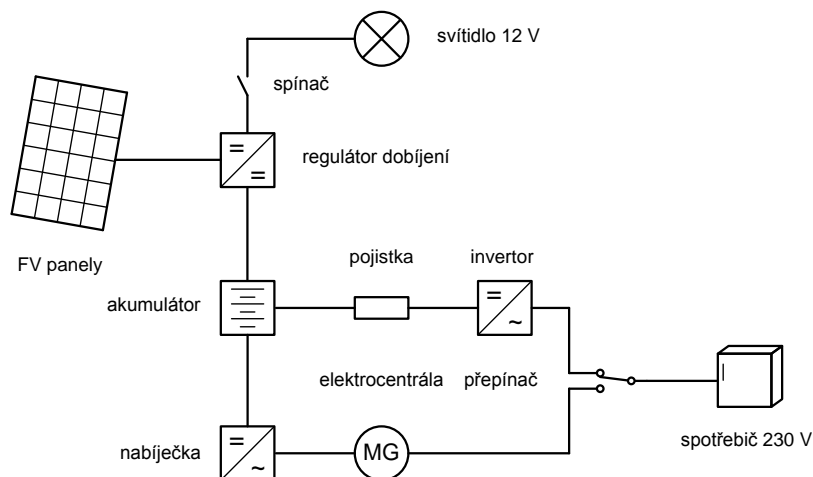 svítidlo 12 V
spínač
=
=
regulátor dobíjení
FV panely
pojistka
invertor
akumulátor
=
~
elektrocentrála
přepínač
nabíječka
=
~
MG
spotřebič 230 V